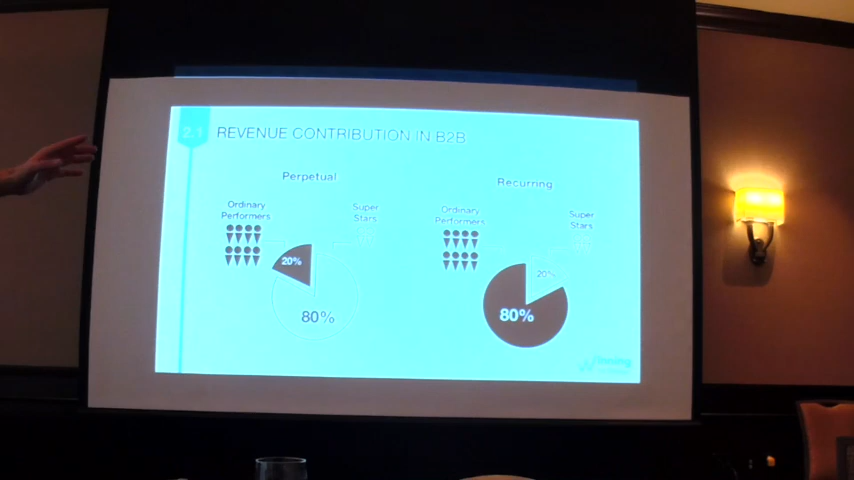 2.1 REVENUE CONTRIBUTION IN B2B
Perpetual
Ordinary
Performers
Super
Stars
20%
80%
Recurring
Ordinary
Performers
Super
Stars
20%
80%